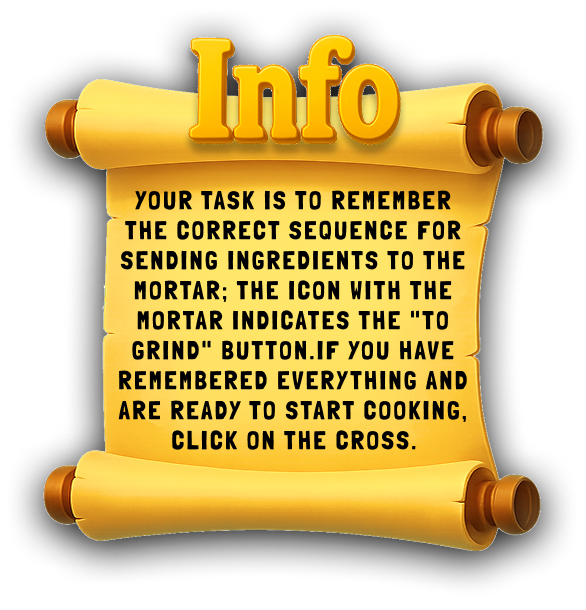 Info
YOUR TASK IS TO REMEMBER
THE CORRECT SEQUENCE FOR
SENDING INGREDIENTS TO THE
MORTAR; THE ICON WITH THE
MORTAR INDICATES THE "TO
GRIND" BUTTON.IF YOU HAVE
REMEMBERED EVERYTHING AND
ARE READY TO START COOKING,
CLICK ON THE CROSS.